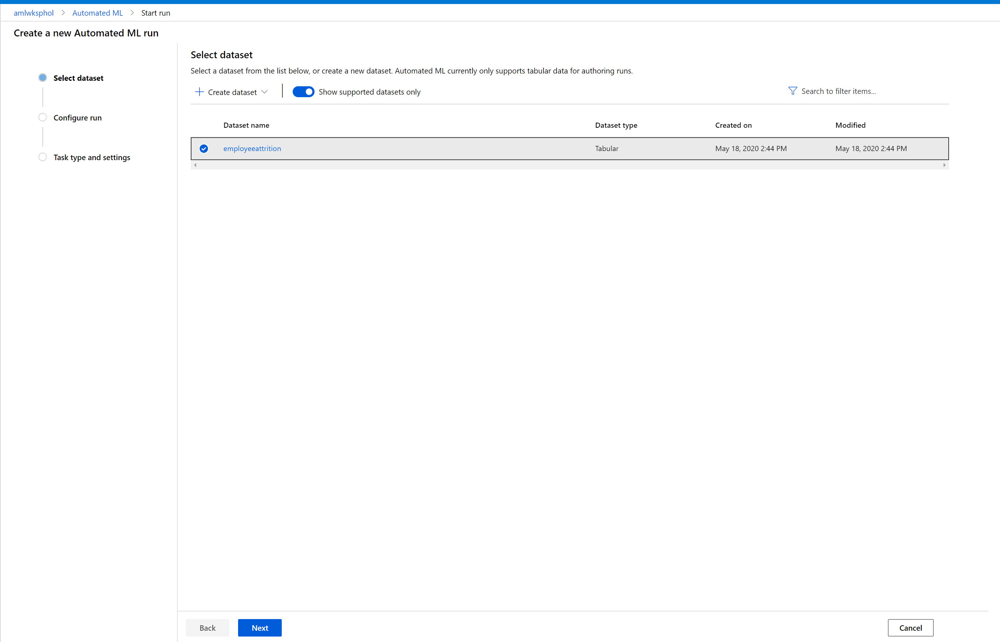 amlwksphol > Automated ML > Start run
Create a new Automated ML run
Select dataset
Configure run
Task type and settings
Select dataset
Select a dataset from the list below, or create a new dataset. Automated ML currently only supports tabular data for authoring runs.
Create dataset
Show supported datasets only
Search to filter items...
Dataset name Dataset type Created on Modified
employeeattrition Tabular May 18, 2020 2:44 PM May 18, 2020 2:44 PM
Back Next Cancel